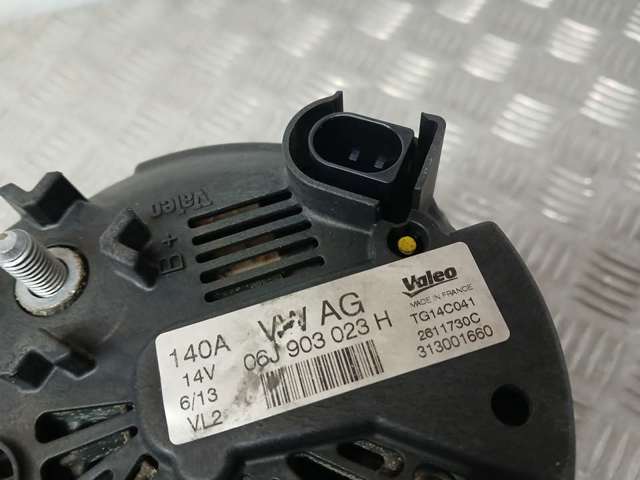 Valeo
B+
140A VW AG
14V 06J 903 023 H
6/13
VL2
Valeo
MADE IN FRANCE
TG14C041
2611730C
313001660